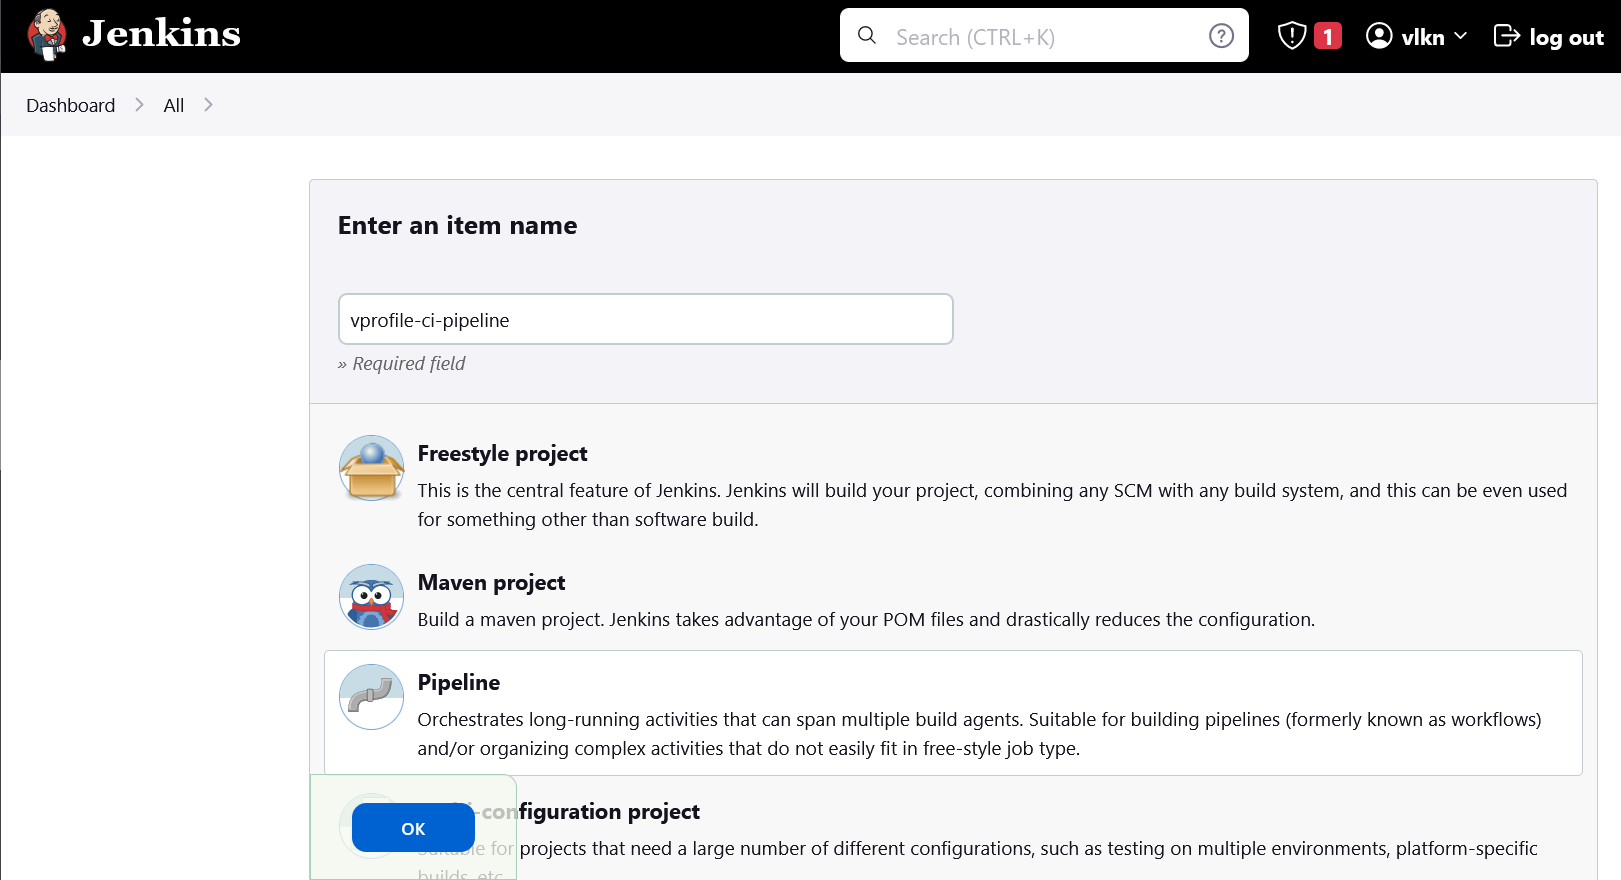 Jenkins
Search (CTRL+K)
?
! 1
vlkn
log out
Dashboard
All
Enter an item name
vprofile-ci-pipeline
» Required field
Freestyle project
This is the central feature of Jenkins. Jenkins will build your project, combining any SCM with any build system, and this can be even used
for something other than software build.
Maven project
Build a maven project. Jenkins takes advantage of your POM files and drastically reduces the configuration.
Pipeline
Orchestrates long-running activities that can span multiple build agents. Suitable for building pipelines (formerly known as workflows)
and/or organizing complex activities that do not easily fit in free-style job type.
-configuration project
OK
Suitable for projects that need a large number of different configurations, such as testing on multiple environments, platform-specific
builds, etc.